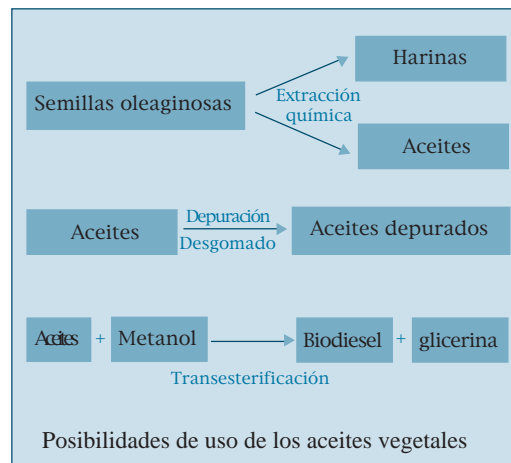 Harinas
Semillas oleaginosas
Extracción
química
Aceites
Aceites
Depuración
Desgomado
Aceites depurados
Aceites + Metanol
Biodiesel + glicerina
Transesterificación
Posibilidades de uso de los aceites vegetales